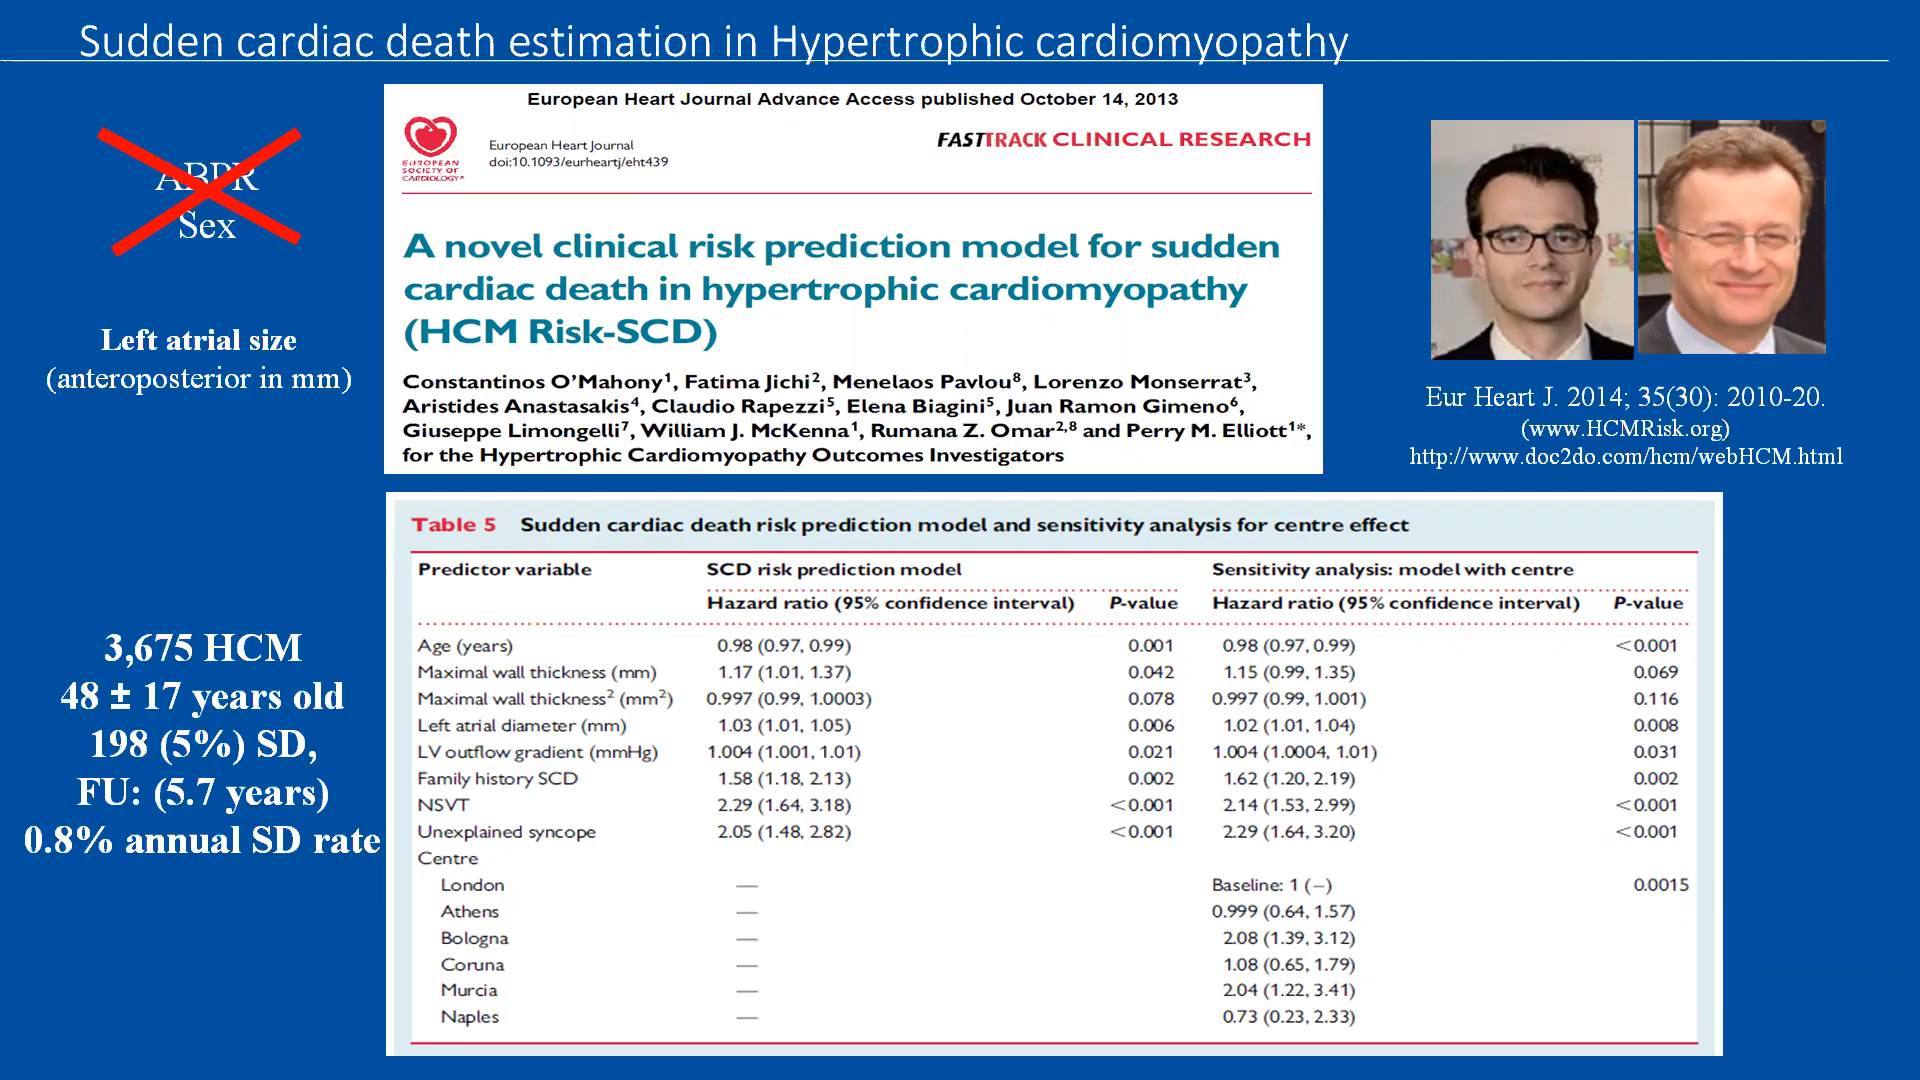 Sudden cardiac death estimation in Hypertrophic cardiomyopathy
ABPR
Sex
Left atrial size
(anteroposterior in mm)
3,675 HCM
48 ± 17 years old
198 (5%) SD,
FU: (5.7 years)
0.8% annual SD rate
European Heart Journal Advance Access published October 14, 2013
EUROPEAN
SOCIETY OF
CARDIOLOGY®
European Heart Journal
doi:10.1093/eurheartj/eht439
FASTTRACK CLINICAL RESEARCH
A novel clinical risk prediction model for sudden
cardiac death in hypertrophic cardiomyopathy
(HCM Risk-SCD)
Constantinos O'Mahony¹, Fatima Jichi², Menelaos Pavlou⁸, Lorenzo Monserrat³,
Aristides Anastasakis⁴, Claudio Rapezzi⁵, Elena Biagini⁵, Juan Ramon Gimeno⁶,
Giuseppe Limongelli⁷, William J. McKenna¹, Rumana Z. Omar²,⁸ and Perry M. Elliott¹*,
for the Hypertrophic Cardiomyopathy Outcomes Investigators
Eur Heart J. 2014; 35(30): 2010-20.
(www.HCMRisk.org)
http://www.doc2do.com/hcm/webHCM.html
Table 5 Sudden cardiac death risk prediction model and sensitivity analysis for centre effect
Predictor variable SCD risk prediction model Sensitivity analysis: model with centre
Hazard ratio (95% confidence interval) P-value Hazard ratio (95% confidence interval) P-value
Age (years) 0.98 (0.97, 0.99) 0.001 0.98 (0.97, 0.99) <0.001
Maximal wall thickness (mm) 1.17 (1.01, 1.37) 0.042 1.15 (0.99, 1.35) 0.069
Maximal wall thickness² (mm²) 0.997 (0.99, 1.0003) 0.078 0.997 (0.99, 1.001) 0.116
Left atrial diameter (mm) 1.03 (1.01, 1.05) 0.006 1.02 (1.01, 1.04) 0.008
LV outflow gradient (mmHg) 1.004 (1.001, 1.01) 0.021 1.004 (1.0004, 1.01) 0.031
Family history SCD 1.58 (1.18, 2.13) 0.002 1.62 (1.20, 2.19) 0.002
NSVT 2.29 (1.64, 3.18) <0.001 2.14 (1.53, 2.99) <0.001
Unexplained syncope 2.05 (1.48, 2.82) <0.001 2.29 (1.64, 3.20) <0.001
Centre
London — Baseline: 1 (–) 0.0015
Athens — 0.999 (0.64, 1.57)
Bologna — 2.08 (1.39, 3.12)
Coruna — 1.08 (0.65, 1.79)
Murcia — 2.04 (1.22, 3.41)
Naples — 0.73 (0.23, 2.33)